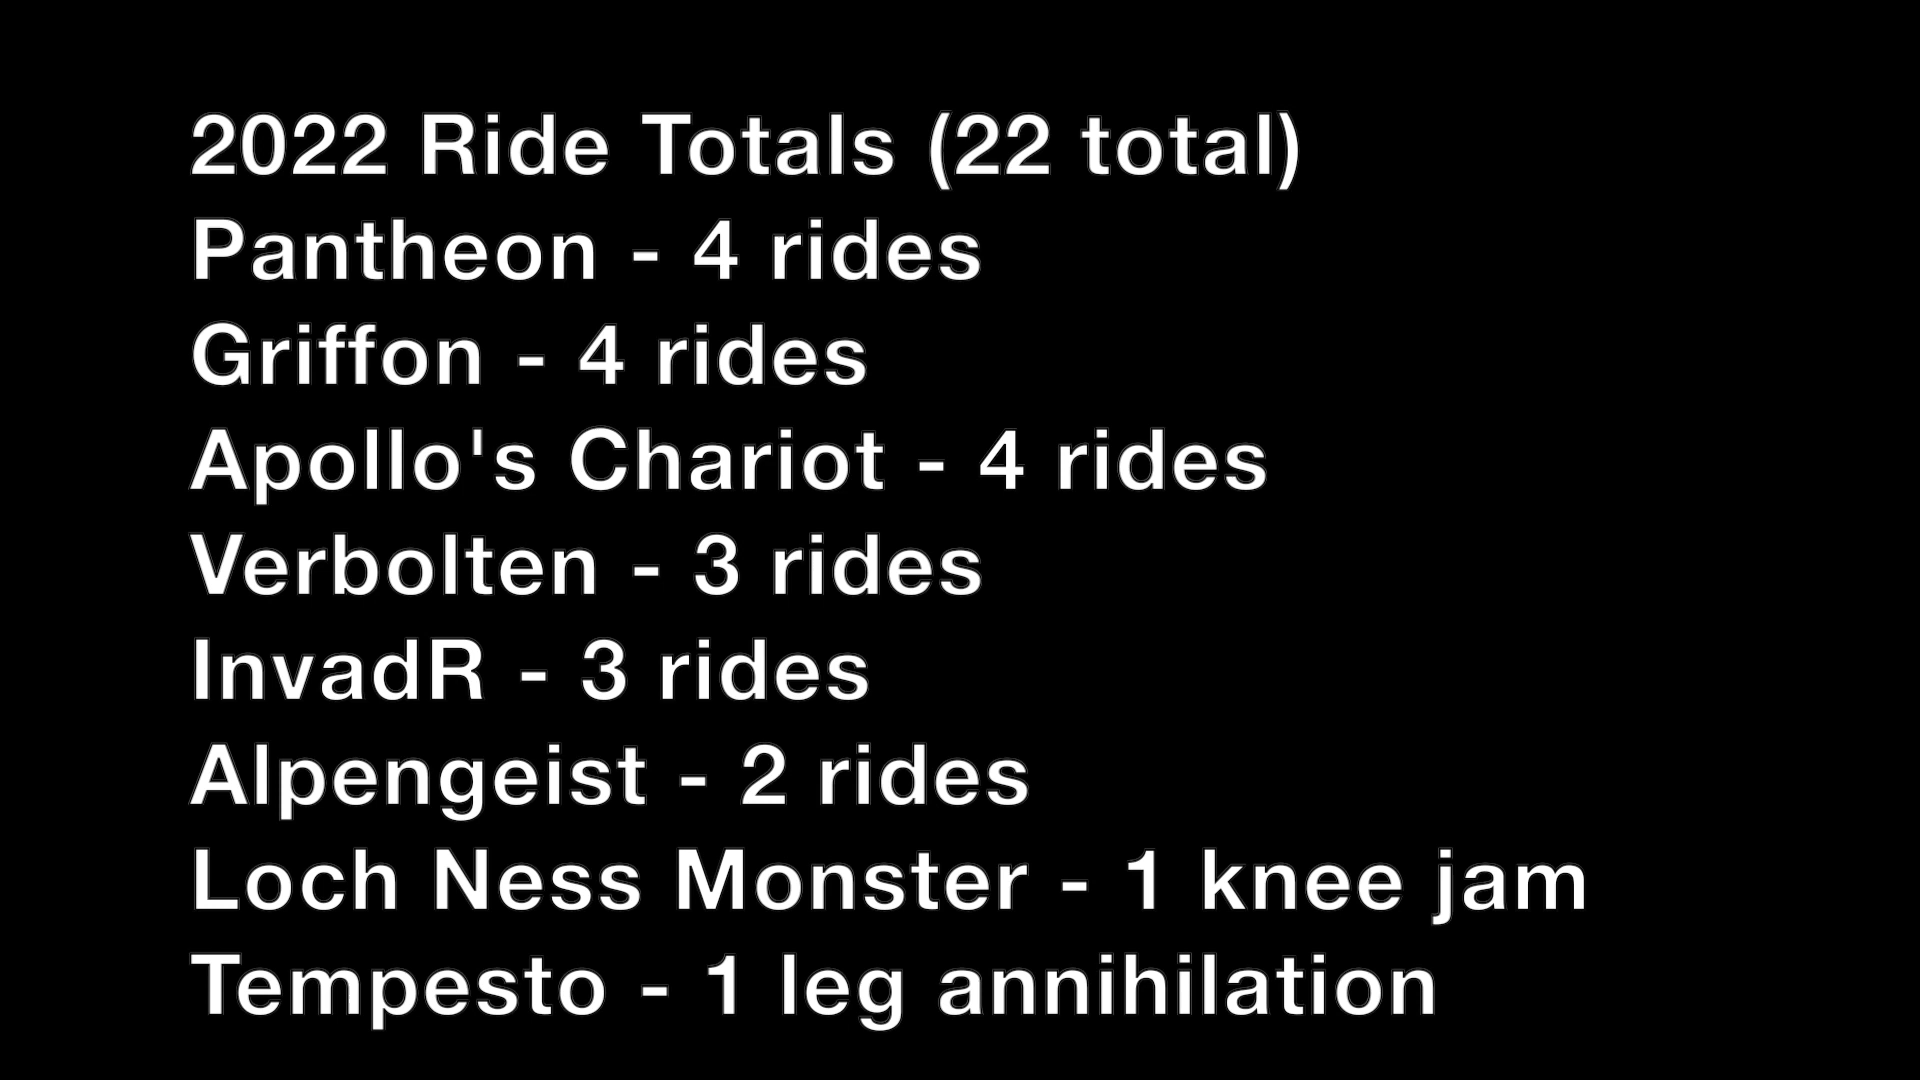 2022 Ride Totals (22 total)
Pantheon - 4 rides
Griffon - 4 rides
Apollo's Chariot - 4 rides
Verbolten - 3 rides
InvadR - 3 rides
Alpengeist - 2 rides
Loch Ness Monster - 1 knee jam
Tempesto - 1 leg annihilation